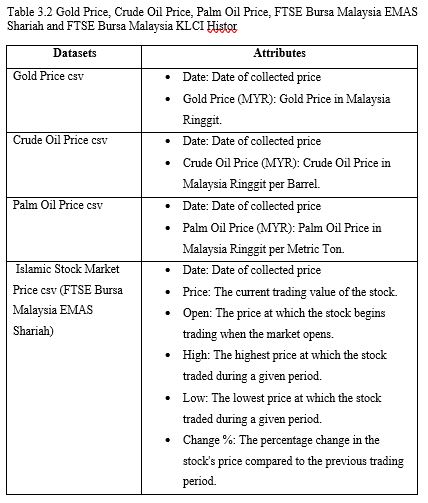 Table 3.2 Gold Price, Crude Oil Price, Palm Oil Price, FTSE Bursa Malaysia EMAS
Shariah and FTSE Bursa Malaysia KLCI Histor
Datasets
Attributes
Gold Price csv
• Date: Date of collected price
• Gold Price (MYR): Gold Price in Malaysia
Ringgit.
Crude Oil Price csv
• Date: Date of collected price
• Crude Oil Price (MYR): Crude Oil Price in
Malaysia Ringgit per Barrel.
Palm Oil Price csv
• Date: Date of collected price
• Palm Oil Price (MYR): Palm Oil Price in
Malaysia Ringgit per Metric Ton.
Islamic Stock Market
Price csv (FTSE Bursa
Malaysia EMAS
Shariah)
• Date: Date of collected price
• Price: The current trading value of the stock.
• Open: The price at which the stock begins
trading when the market opens.
• High: The highest price at which the stock
traded during a given period.
• Low: The lowest price at which the stock
traded during a given period.
• Change %: The percentage change in the
stock's price compared to the previous trading
period.